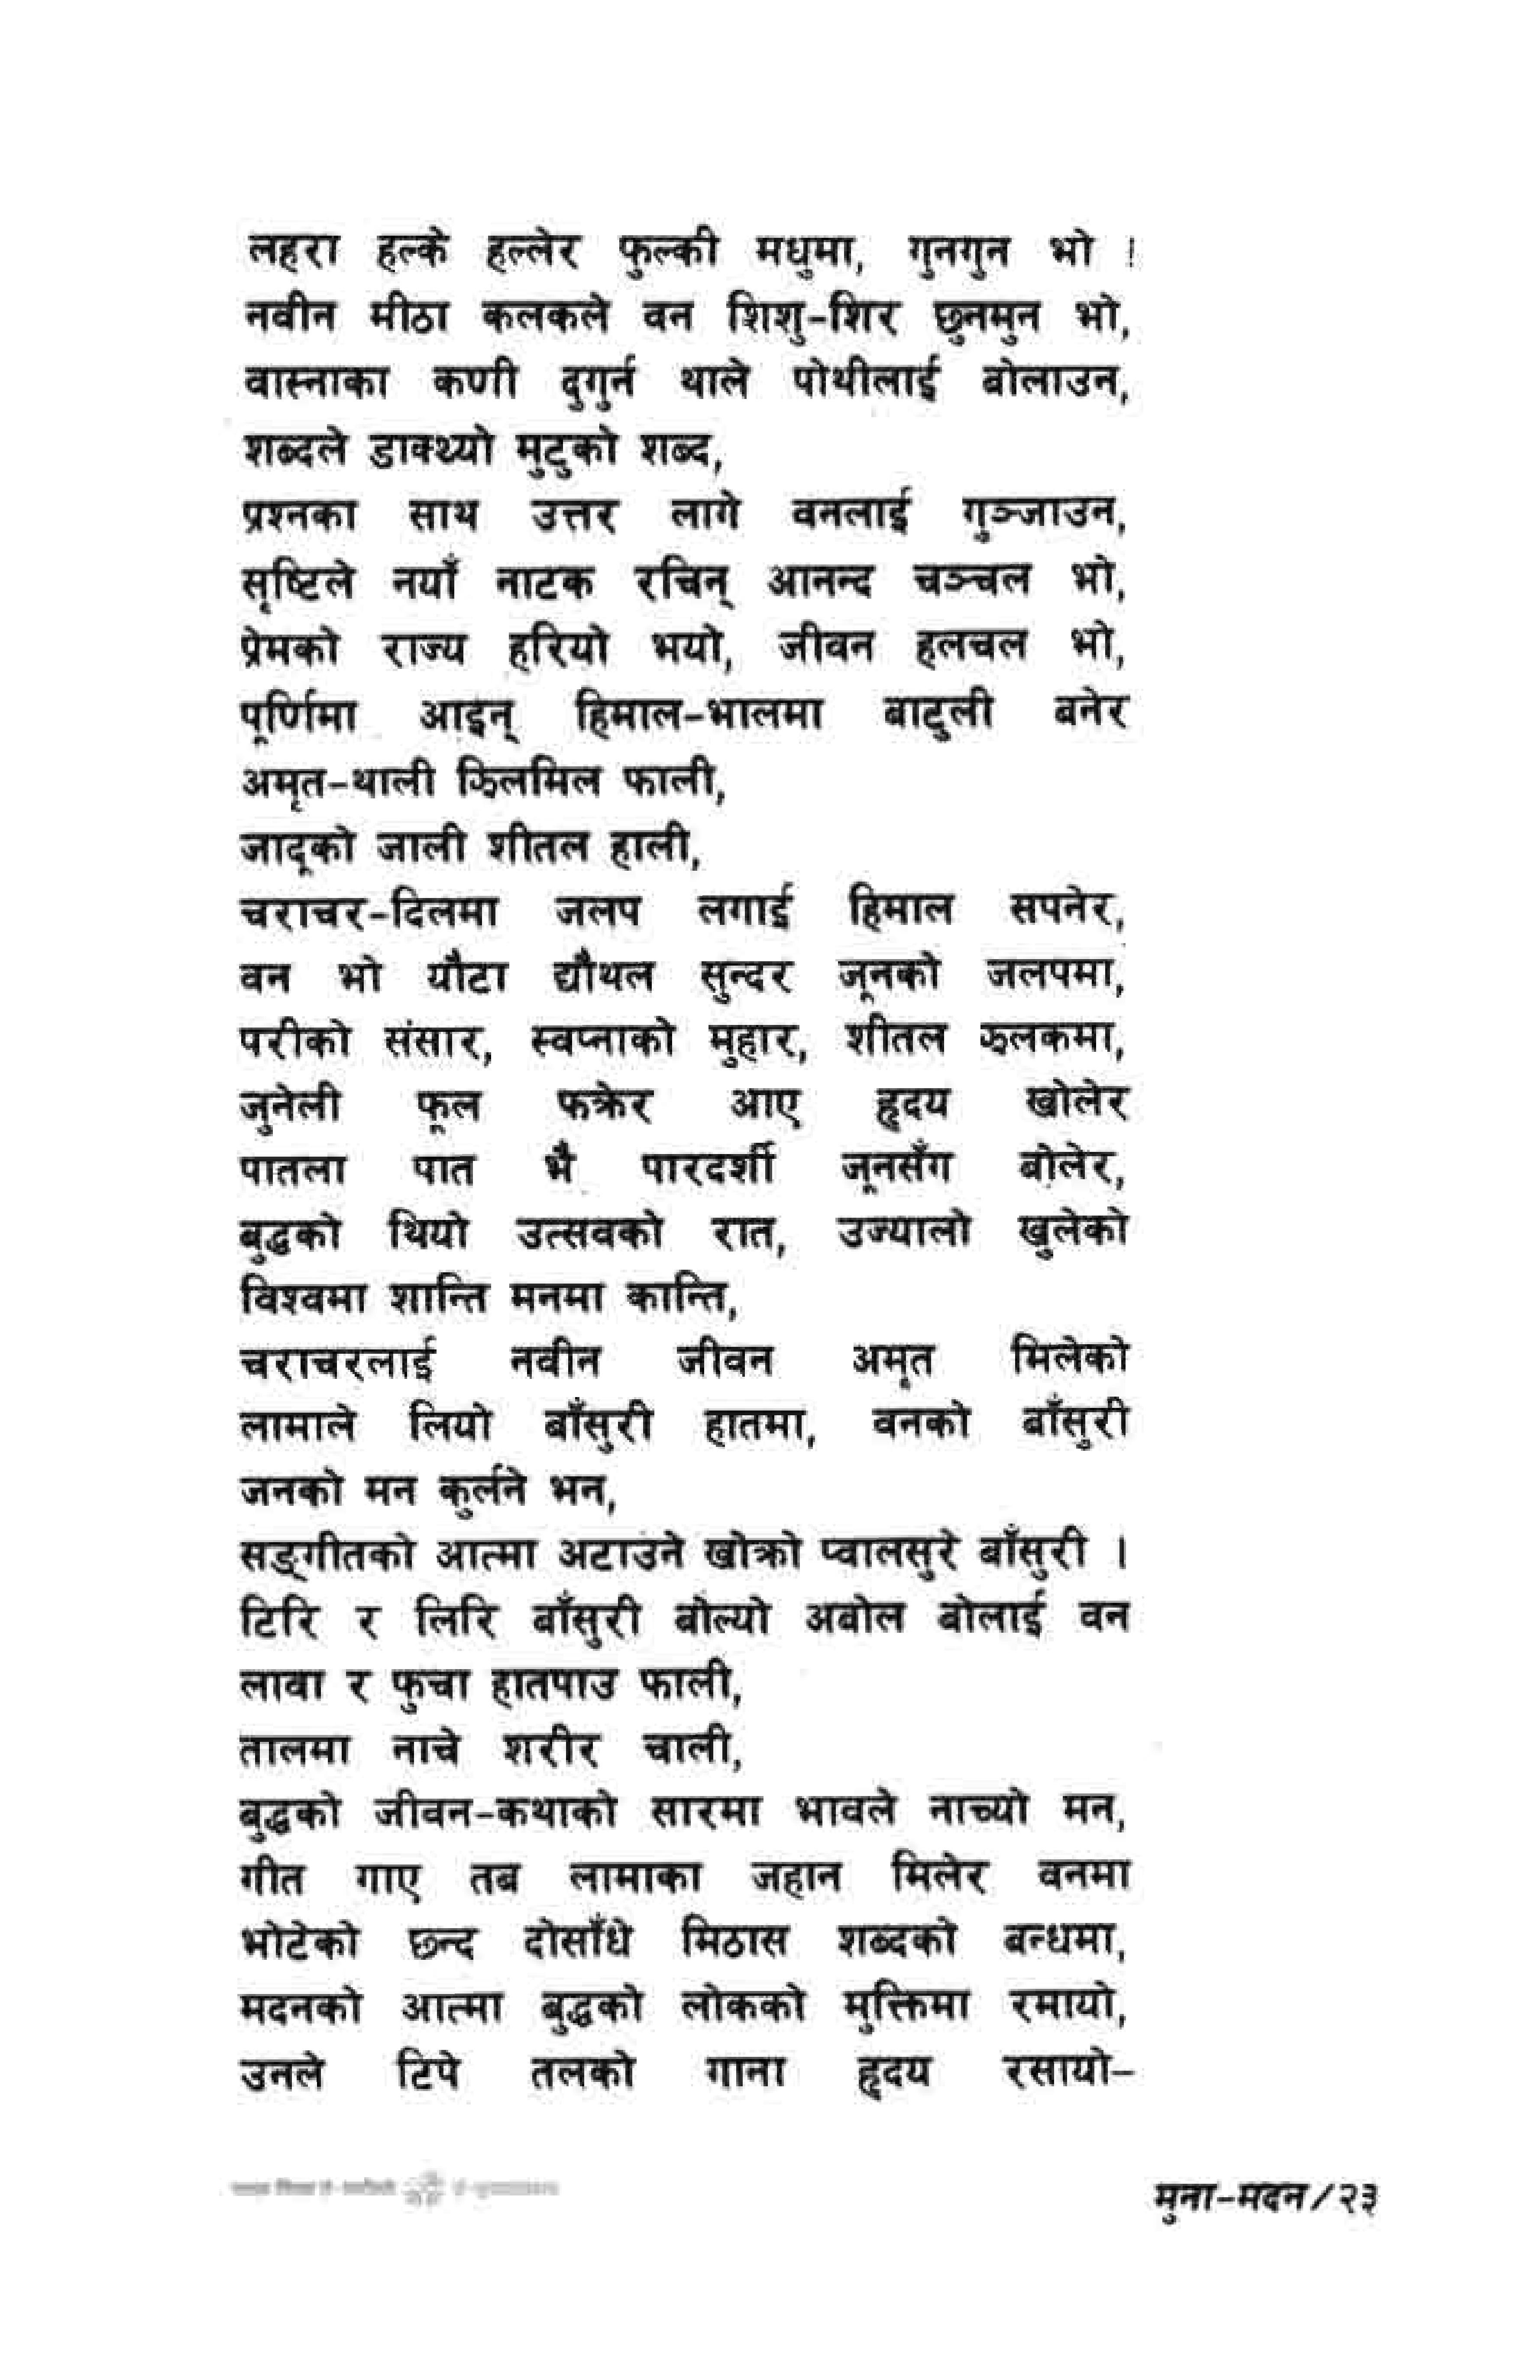 लहरा हल्के हल्लेर फुल्की मधुमा, गुनगुन भो !
नवीन मीठा कलकले वन शिशु-शिर छुनमुन भो,
वास्नाका कणी दुगुर्न थाले पोथीलाई बोलाउन,
शब्दले डाक्थ्यो मुटुको शब्द,
प्रश्नका साथ उत्तर लागे वनलाई गुञ्जाउन,
सृष्टिले नयाँ नाटक रचिन् आनन्द चञ्चल भो,
प्रेमको राज्य हरियो भयो, जीवन हलचल भो,
पूर्णिमा आइन् हिमाल-भालमा बाटुली बनेर
अमृत-थाली झिलमिल फाली,
जादूको जाली शीतल हाली,
चराचर-दिलमा जलप लगाई हिमाल सपनेर,
वन भो यौटा द्यौथल सुन्दर जूनको जलपमा,
परीको संसार, स्वप्नाको मुहार, शीतल झलकमा,
जुनेली फूल फक्रेर आए हृदय खोलेर
पातला पात भै पारदर्शी जूनसँग बोलेर,
बुद्धको थियो उत्सवको रात, उज्यालो खुलेको
विश्वमा शान्ति मनमा कान्ति,
चराचरलाई नवीन जीवन अमृत मिलेको
लामाले लियो बाँसुरी हातमा, वनको बाँसुरी
जनको मन कुर्लने भन,
सङ्गीतको आत्मा अटाउने खोक्रो प्वालसुरे बाँसुरी ।
टिरि र लिरि बाँसुरी बोल्यो अबोल बोलाई वन
लावा र फुचा हातपाउ फाली,
तालमा नाच्ने शरीर चाली,
बुद्धको जीवन-कथाको सारमा भावले नाच्यो मन,
गीत गाए तब लामाका जहान मिलेर वनमा
भोटेको छन्द दोसाँधे मिठास शब्दको बन्धमा,
मदनको आत्मा बुद्धको लोकको मुक्तिमा रमायो,
उनले टिपे तलको गाना हृदय रसायो-
मुना-मदन/२३